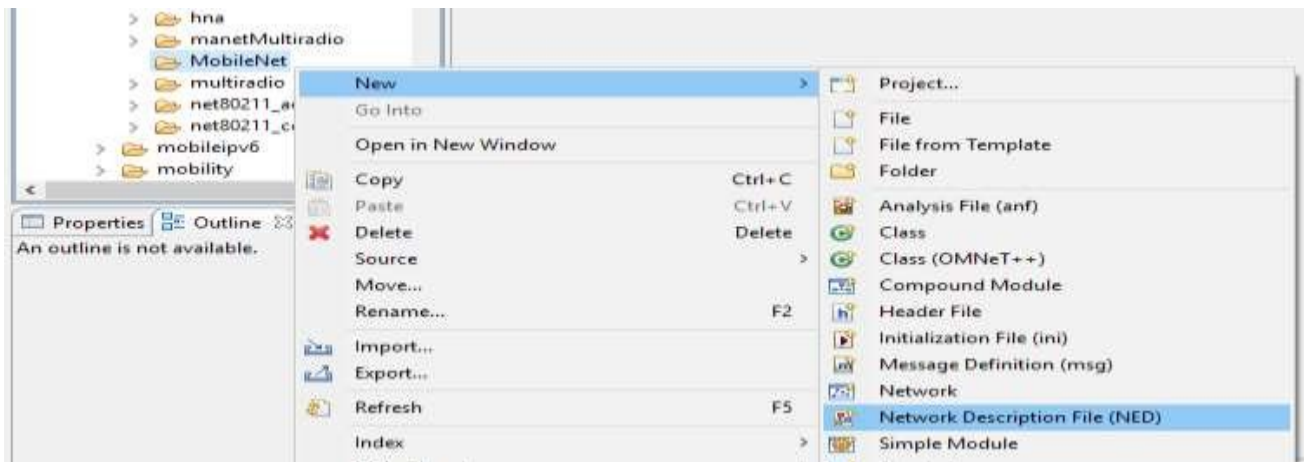 hna
manetMultiradio
MobileNet
multiradio
net80211_a
net80211_c
mobileipv6
mobility
Properties
Outline
An outline is not available.
New
Go Into
Open in New Window
Copy Ctrl+C
Paste Ctrl+V
Delete Delete
Source
Move...
Rename... F2
Import...
Export...
Refresh F5
Index
Project...
File
File from Template
Folder
Analysis File (anf)
Class
Class (OMNeT++)
Compound Module
Header File
Initialization File (ini)
Message Definition (msg)
Network
Network Description File (NED)
Simple Module